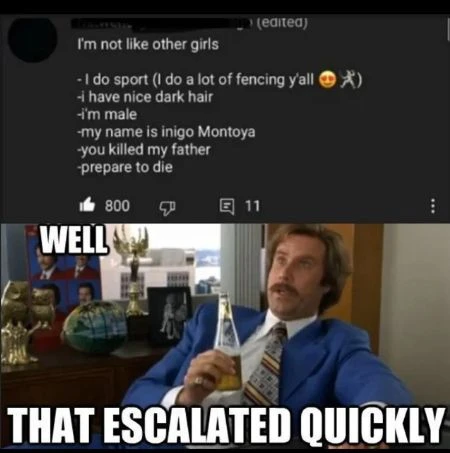 (edited)
I'm not like other girls
- I do sport (I do a lot of fencing y'all 😍🤺)
-i have nice dark hair
-i'm male
-my name is inigo Montoya
-you killed my father
-prepare to die
800 11
WELL
THAT ESCALATED QUICKLY